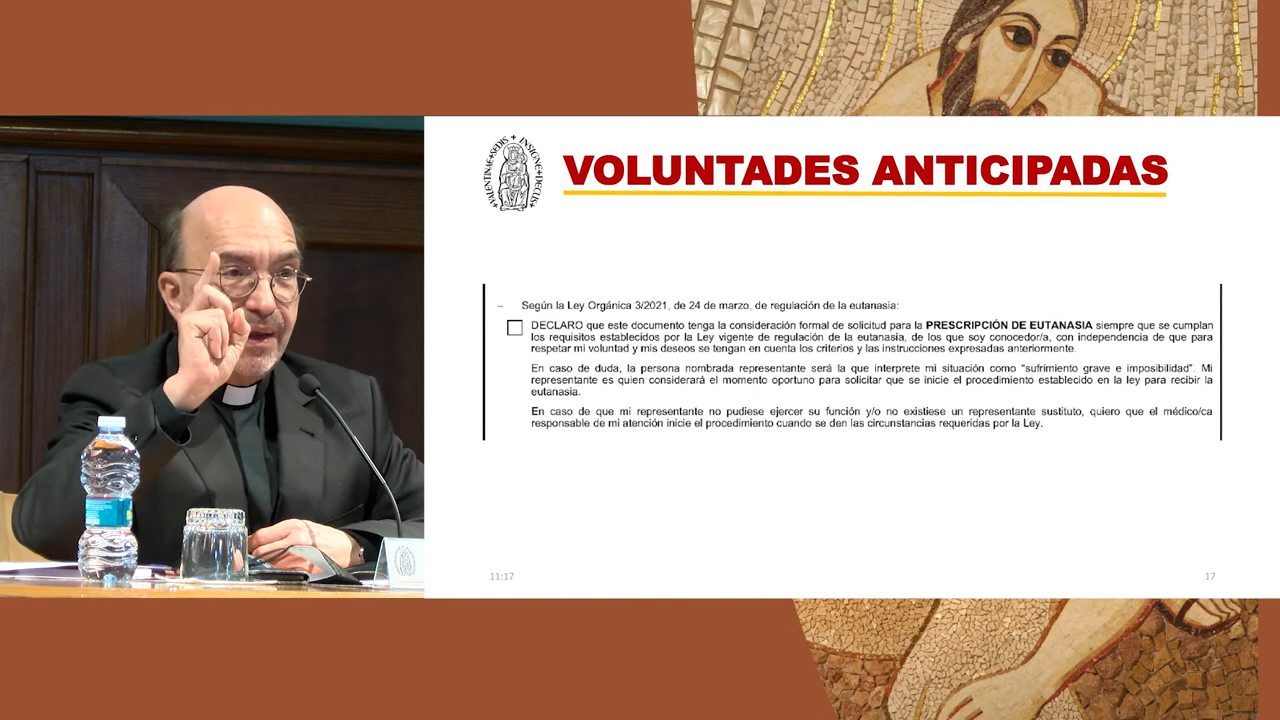 VALENTINAE + SEDIS + INSIGNE + DECUS +
VOLUNTADES ANTICIPADAS
– Según la Ley Orgánica 3/2021, de 24 de marzo, de regulación de la eutanasia:
DECLARO que este documento tenga la consideración formal de solicitud para la PRESCRIPCIÓN DE EUTANASIA siempre que se cumplan
los requisitos establecidos por la Ley vigente de regulación de la eutanasia, de los que soy conocedor/a, con independencia de que para
respetar mi voluntad y mis deseos se tengan en cuenta los criterios y las instrucciones expresadas anteriormente.
En caso de duda, la persona nombrada representante será la que interprete mi situación como "sufrimiento grave e imposibilidad". Mi
representante es quien considerará el momento oportuno para solicitar que se inicie el procedimiento establecido en la ley para recibir la
eutanasia.
En caso de que mi representante no pudiese ejercer su función y/o no existiese un representante sustituto, quiero que el médico/ca
responsable de mi atención inicie el procedimiento cuando se den las circunstancias requeridas por la Ley.
11:17
17